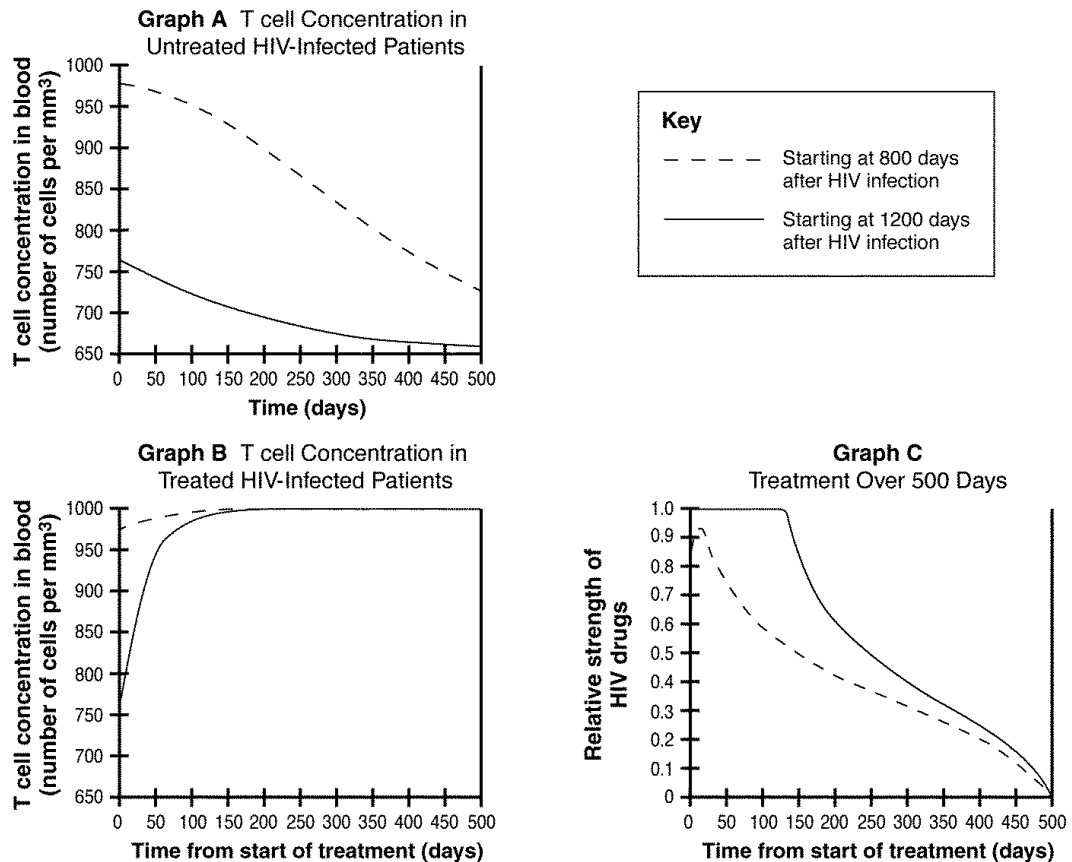 Graph A T cell Concentration in
Untreated HIV-Infected Patients
T cell concentration in blood
(number of cells per mm³)
1000
950
900
850
800
750
700
650
0 50 100 150 200 250 300 350 400 450 500
Time (days)
Key
Starting at 800 days
after HIV infection
Starting at 1200 days
after HIV infection
Graph B T cell Concentration in
Treated HIV-Infected Patients
T cell concentration in blood
(number of cells per mm³)
1000
950
900
850
800
750
700
650
0 50 100 150 200 250 300 350 400 450 500
Time from start of treatment (days)
Graph C
Treatment Over 500 Days
Relative strength of
HIV drugs
1.0
0.9
0.8
0.7
0.6
0.5
0.4
0.3
0.2
0.1
0
0 50 100 150 200 250 300 350 400 450 500
Time from start of treatment (days)